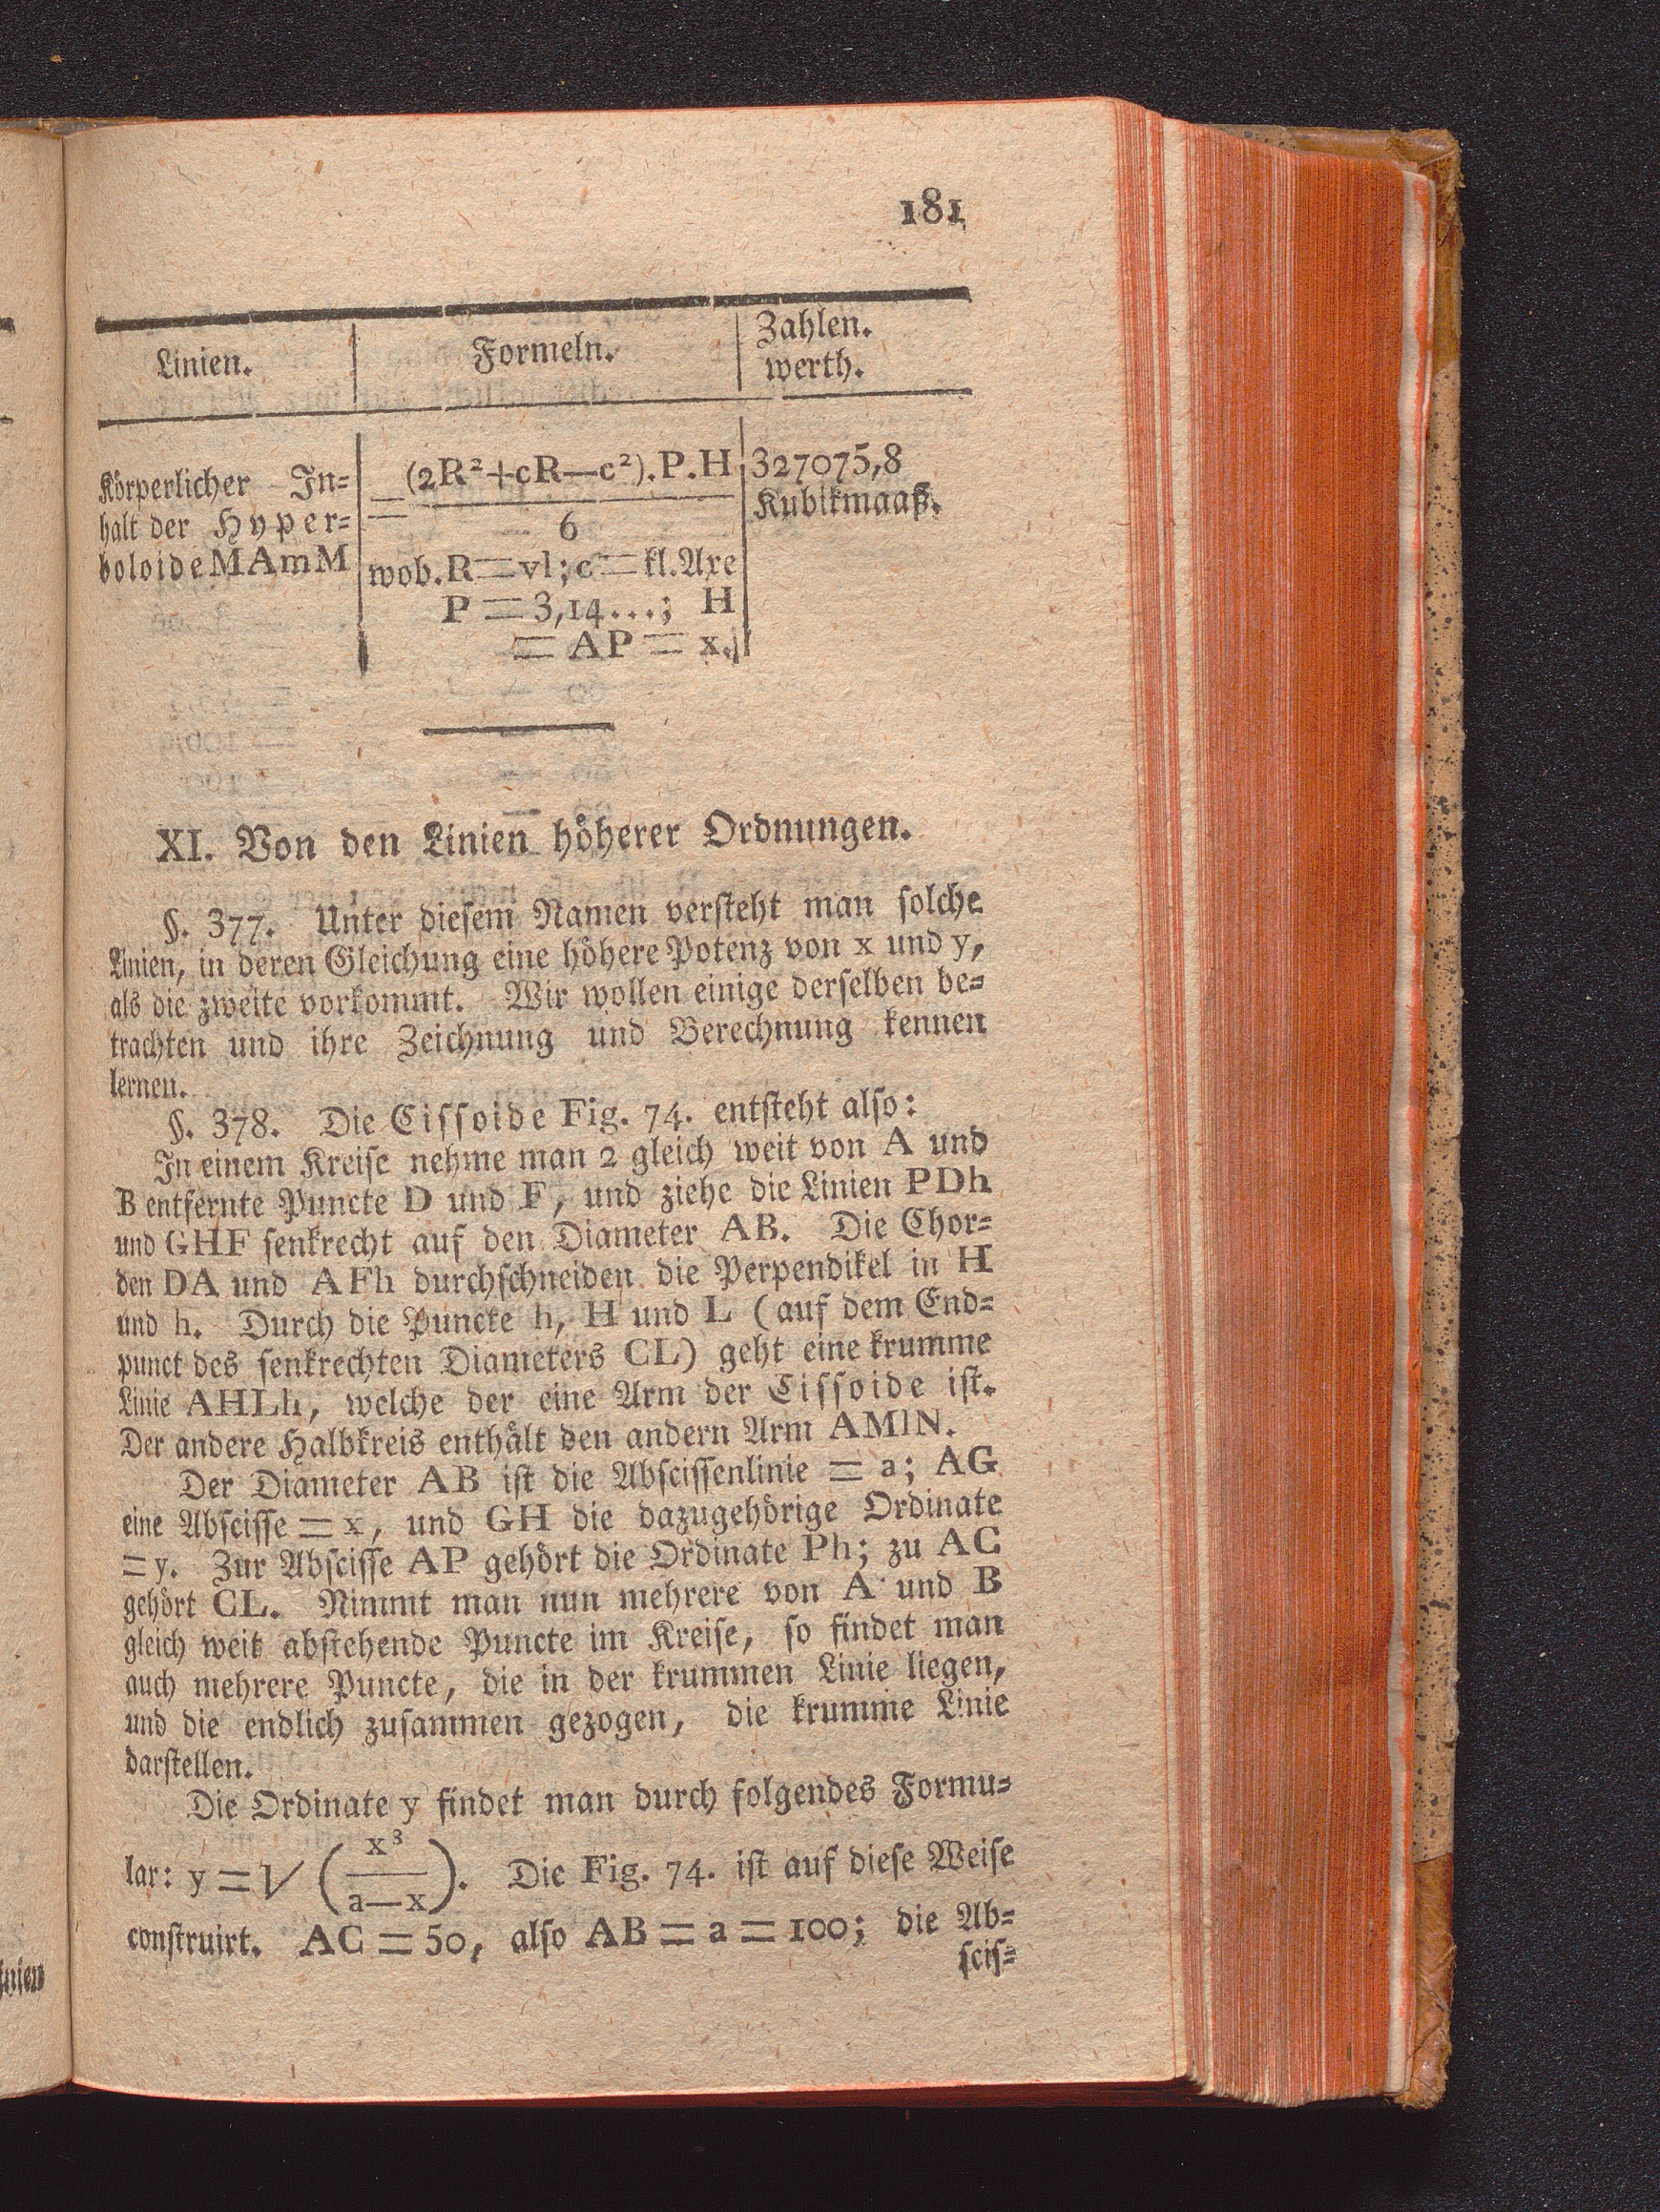 181
Linien. Formeln. Zahlen.
werth.
Körperlicher In=
halt der Hyper=
boloide MAmM
= (2R²+cR—c²).P.H
6
wob. R=vl; c=kl. Axe
P=3,14...; H
=AP=x.
327075,8
Kubikmaaß.
XI. Von den Linien höherer Ordnungen.
§. 377. Unter diesem Namen versteht man solche
Linien, in deren Gleichung eine höhere Potenz von x und y,
als die zweite vorkommt. Wir wollen einige derselben be=
trachten und ihre Zeichnung und Berechnung kennen
lernen.
§. 378. Die Cissoide Fig. 74. entsteht also:
In einem Kreise nehme man 2 gleich weit von A und
B entfernte Puncte D und F, und ziehe die Linien PDh
und GHF senkrecht auf den Diameter AB. Die Chor=
den DA und AFh durchschneiden die Perpendikel in H
und h. Durch die Puncte h, H und L (auf dem End=
punct des senkrechten Diameters CL) geht eine krumme
Linie AHLh, welche der eine Arm der Cissoide ist.
Der andere Halbkreis enthält den andern Arm AMlN.
Der Diameter AB ist die Abscissenlinie = a; AG
eine Abscisse = x, und GH die dazugehörige Ordinate
= y. Zur Abscisse AP gehört die Ordinate Ph; zu AC
gehört CL. Nimmt man nun mehrere von A und B
gleich weit abstehende Puncte im Kreise, so findet man
auch mehrere Puncte, die in der krummen Linie liegen,
und die endlich zusammen gezogen, die krumme Linie
darstellen.
Die Ordinate y findet man durch folgendes Formu=
lar: y = √(x³/a—x). Die Fig. 74. ist auf diese Weise
construirt. AC = 50, also AB = a = 100; die Ab=
scis=